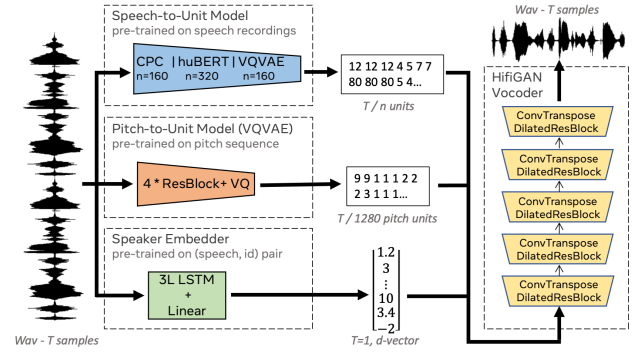 Speech-to-Unit Model
pre-trained on speech recordings
CPC | huBERT | VQVAE
n=160 n=320 n=160
12 12 12 4 5 7 7
80 80 80 5 4...
T / n units
Pitch-to-Unit Model (VQVAE)
pre-trained on pitch sequence
4 * ResBlock+ VQ
9 9 1 1 1 2 2
2 3 1 1 1...
T / 1280 pitch units
Speaker Embedder
pre-trained on (speech, id) pair
3L LSTM
+
Linear
1.2
3
⋮
10
3.4
−2
T=1, d-vector
Wav - T samples
Wav - T samples
HifiGAN
Vocoder
ConvTranspose
DilatedResBlock
ConvTranspose
DilatedResBlock
ConvTranspose
DilatedResBlock
ConvTranspose
DilatedResBlock
ConvTranspose
DilatedResBlock